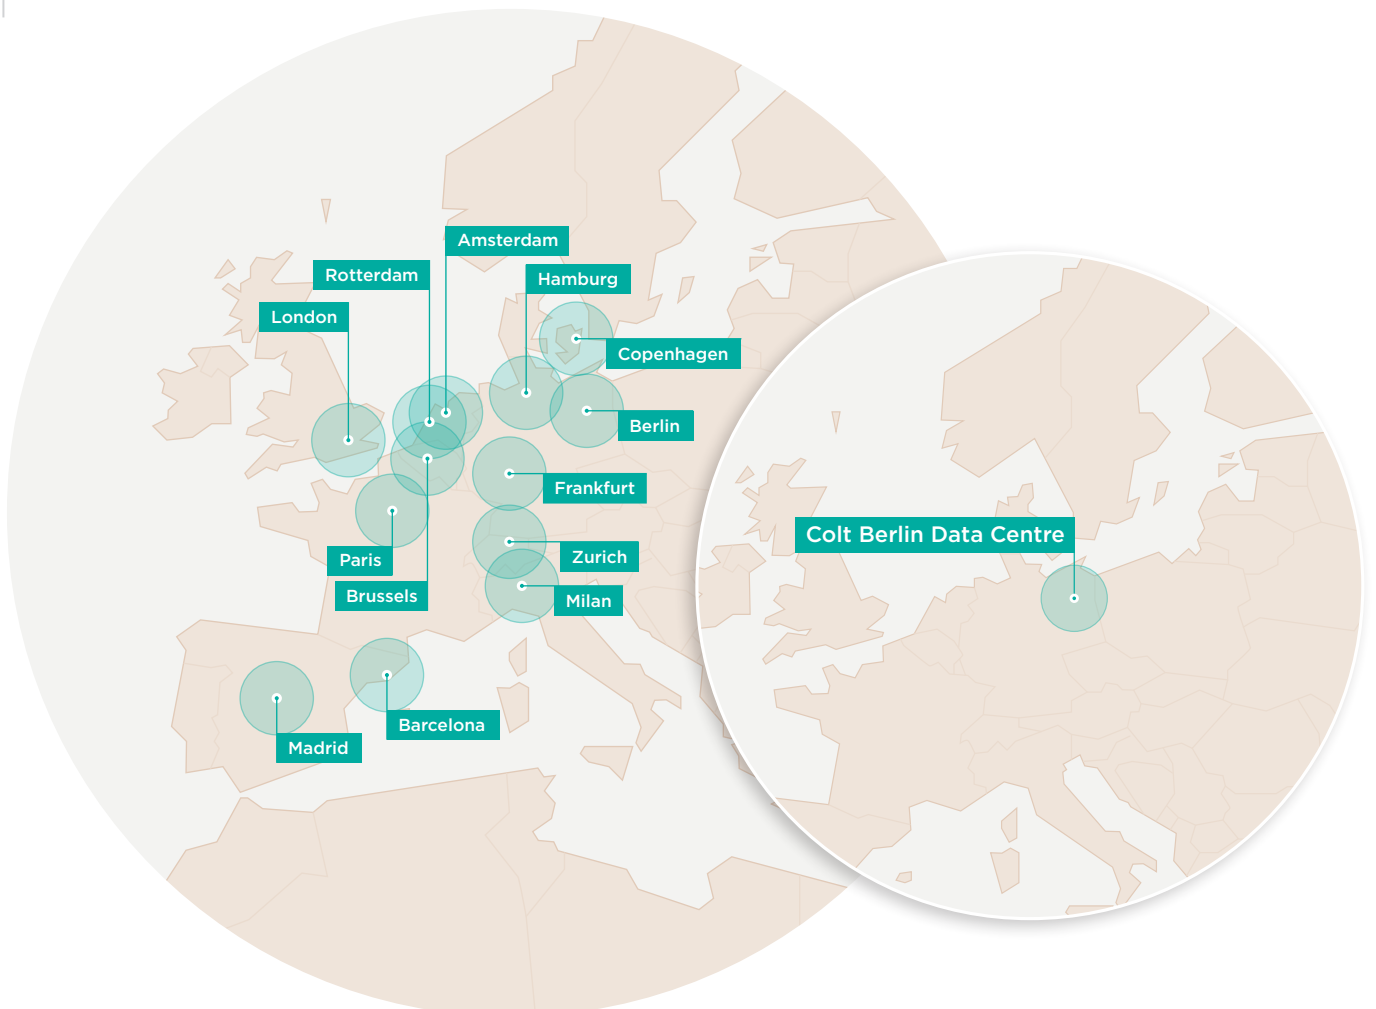 Amsterdam
Rotterdam
Hamburg
London
Copenhagen
Berlin
Frankfurt
Colt Berlin Data Centre
Paris
Zurich
Brussels
Milan
Barcelona
Madrid